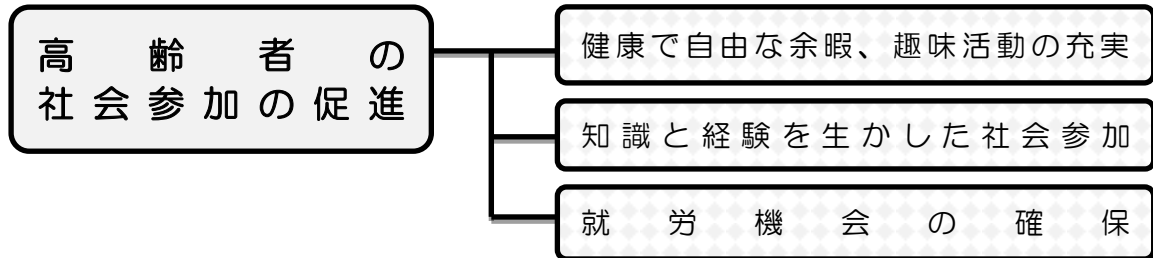 高齢者の
社会参加の促進
健康で自由な余暇、趣味活動の充実
知識と経験を生かした社会参加
就労機会の確保